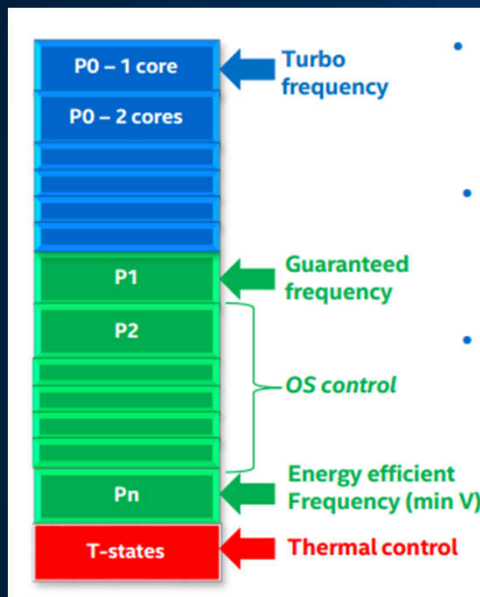 P0 – 1 core
Turbo
frequency
P0 – 2 cores
P1
Guaranteed
frequency
P2
OS control
Pn
Energy efficient
Frequency (min V)
T-states
Thermal control